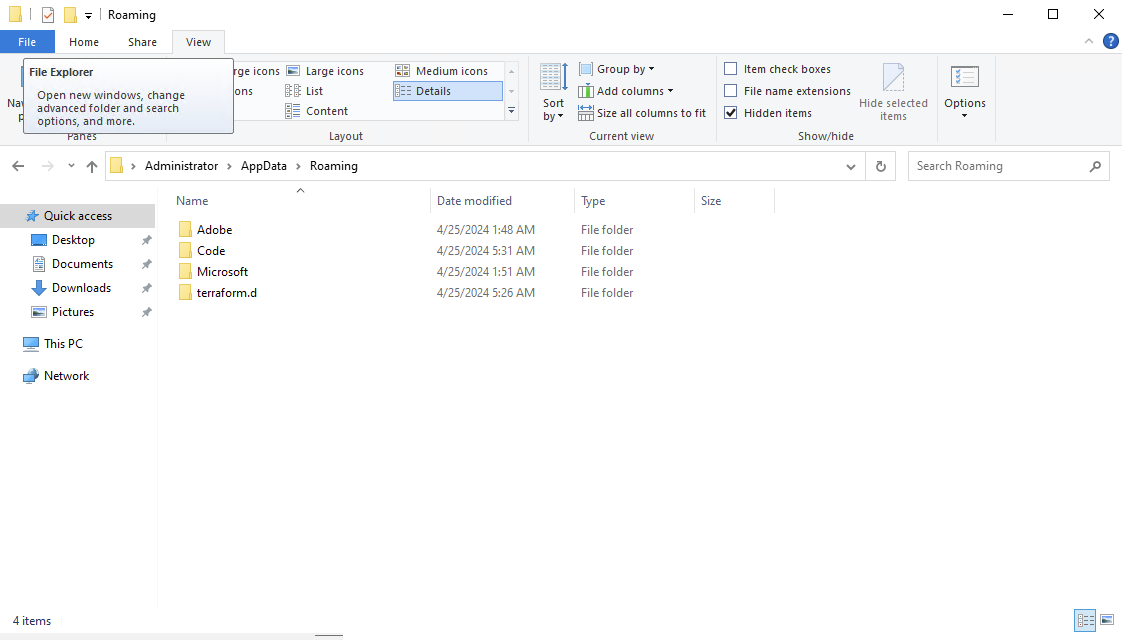 Roaming
File Home Share View
File Explorer
Open new windows, change
advanced folder and search
options, and more.
Large icons
Medium icons
List
Details
Content
Layout
Sort
by
Group by
Add columns
Size all columns to fit
Current view
Item check boxes
File name extensions
Hidden items
Hide selected
items
Show/hide
Options
Administrator > AppData > Roaming
Search Roaming
Name Date modified Type Size
Adobe 4/25/2024 1:48 AM File folder
Code 4/25/2024 5:31 AM File folder
Microsoft 4/25/2024 1:51 AM File folder
terraform.d 4/25/2024 5:26 AM File folder
Quick access
Desktop
Documents
Downloads
Pictures
This PC
Network
4 items